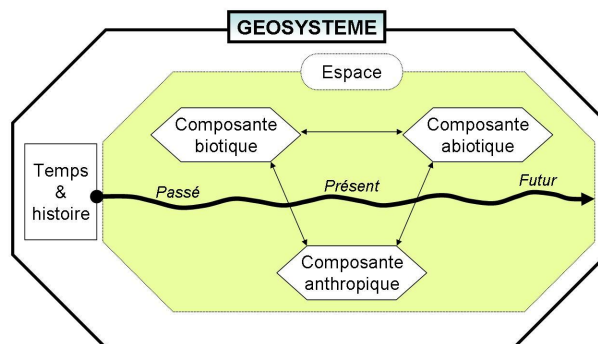 GEOSYSTEME
Espace
Composante
biotique
Composante
abiotique
Temps
&
histoire
Passé
Présent
Futur
Composante
anthropique